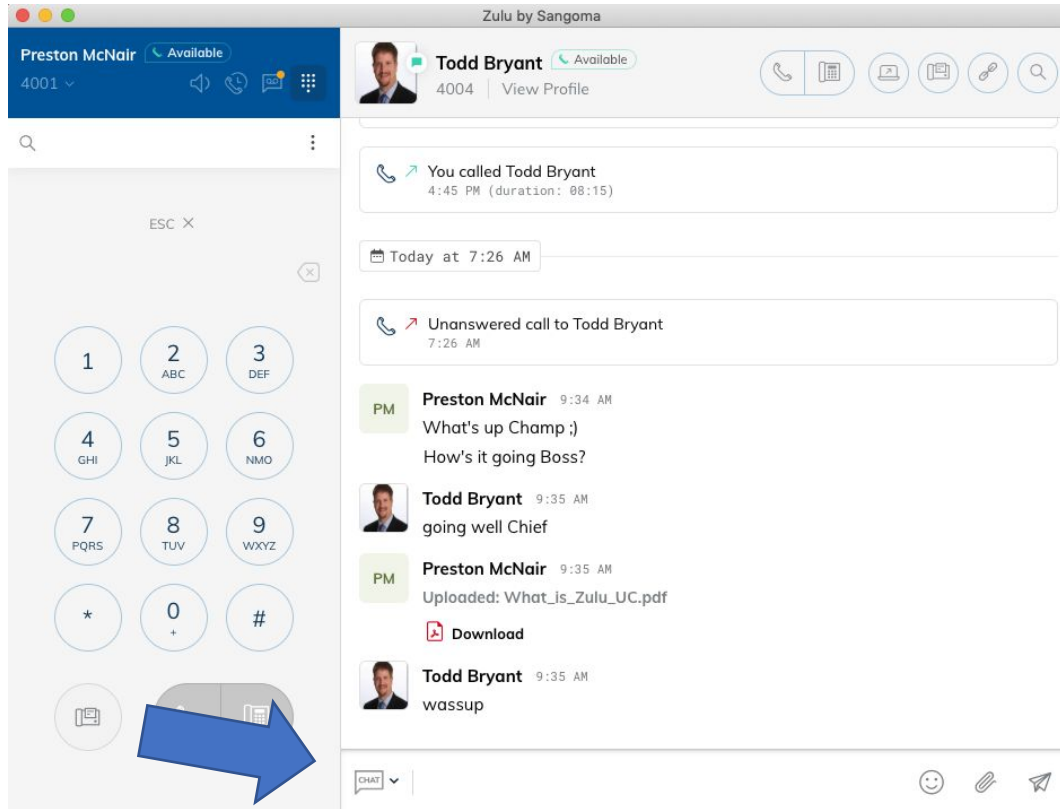 Zulu by Sangoma
Preston McNair Available
4001
ESC
1
2
ABC
3
DEF
4
GHI
5
JKL
6
NMO
7
PQRS
8
TUV
9
WXYZ
*
0
+
#
Todd Bryant Available
4004 | View Profile
You called Todd Bryant
4:45 PM (duration: 08:15)
Today at 7:26 AM
Unanswered call to Todd Bryant
7:26 AM
PM
Preston McNair 9:34 AM
What's up Champ ;)
How's it going Boss?
Todd Bryant 9:35 AM
going well Chief
PM
Preston McNair 9:35 AM
Uploaded: What_is_Zulu_UC.pdf
Download
Todd Bryant 9:35 AM
wassup
CHAT